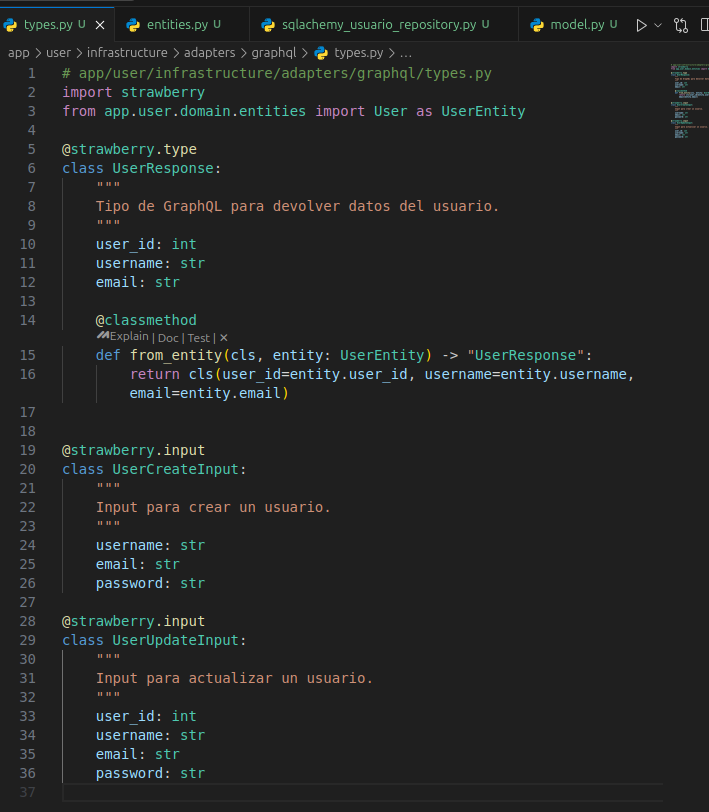 types.py U
entities.py U
sqlachemy_usuario_repository.py U
model.py U
app > user > infrastructure > adapters > graphql > types.py > ...
1 # app/user/infrastructure/adapters/graphql/types.py
2 import strawberry
3 from app.user.domain.entities import User as UserEntity
4
5 @strawberry.type
6 class UserResponse:
7 """
8 Tipo de GraphQL para devolver datos del usuario.
9 """
10 user_id: int
11 username: str
12 email: str
13
14 @classmethod
Explain | Doc | Test | ×
15 def from_entity(cls, entity: UserEntity) -> "UserResponse":
16 return cls(user_id=entity.user_id, username=entity.username,
email=entity.email)
17
18
19 @strawberry.input
20 class UserCreateInput:
21 """
22 Input para crear un usuario.
23 """
24 username: str
25 email: str
26 password: str
27
28 @strawberry.input
29 class UserUpdateInput:
30 """
31 Input para actualizar un usuario.
32 """
33 user_id: int
34 username: str
35 email: str
36 password: str
37